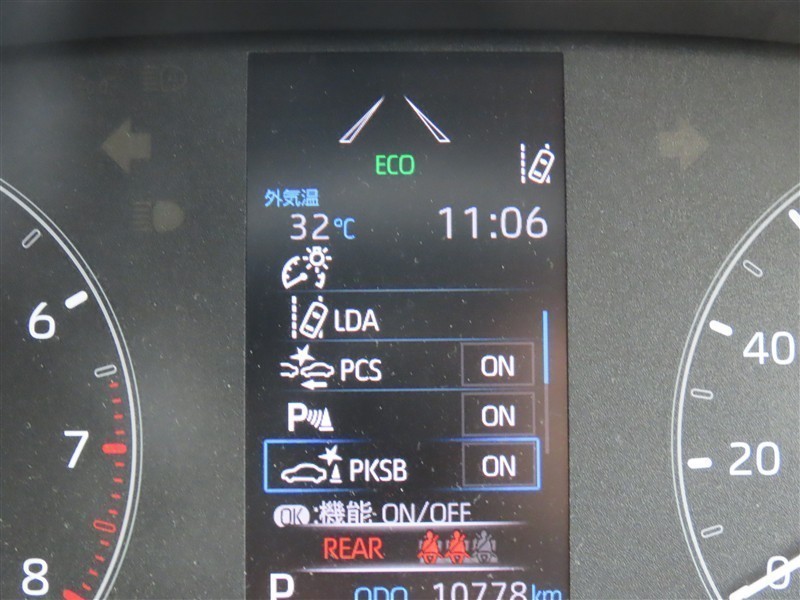 ECO
外気温
32℃ 11:06
LDA
PCS ON
P ON
PKSB ON
OK :機能 ON/OFF
REAR
P ODO 10778km
6
7
8
40
20
0